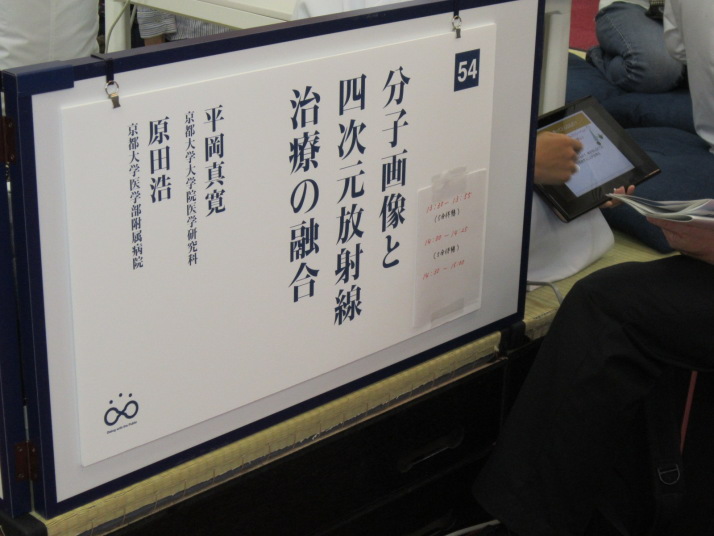 54
分子画像と
四次元放射線
治療の融合
平岡真寛
京都大学大学院医学研究科
原田浩
京都大学医学部附属病院